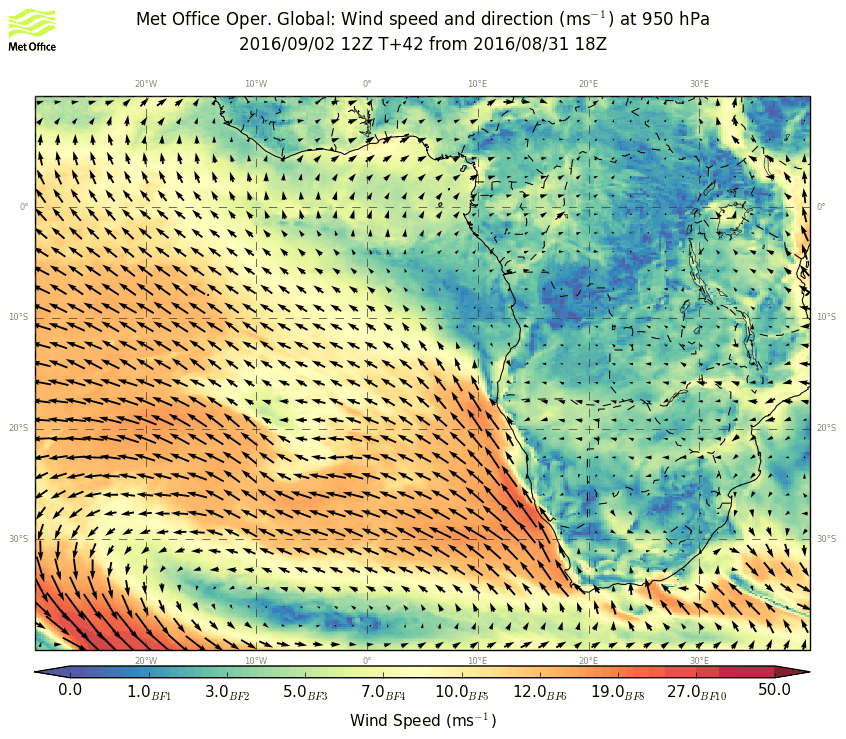 Met Office
Met Office Oper. Global: Wind speed and direction (ms⁻¹) at 950 hPa
2016/09/02 12Z T+42 from 2016/08/31 18Z
20°W 10°W 0° 10°E 20°E 30°E
0° 0°
10°S 10°S
20°S 20°S
30°S 30°S
20°W 10°W 0° 10°E 20°E 30°E
0.0 1.0BF1 3.0BF2 5.0BF3 7.0BF4 10.0BF5 12.0BF6 19.0BF8 27.0BF10 50.0
Wind Speed (ms⁻¹)